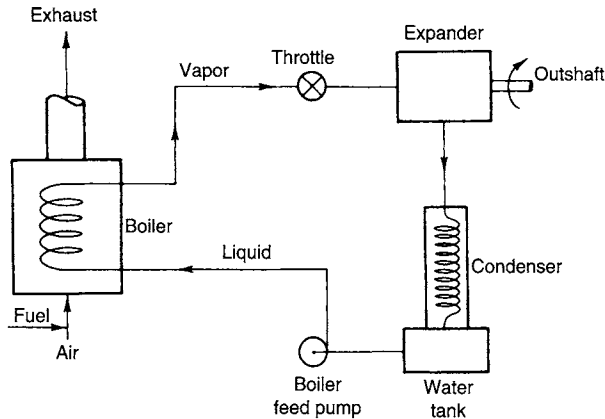 Exhaust
Expander
Throttle
Vapor
Outshaft
Boiler
Liquid
Condenser
Fuel
Air
Boiler
feed pump
Water
tank